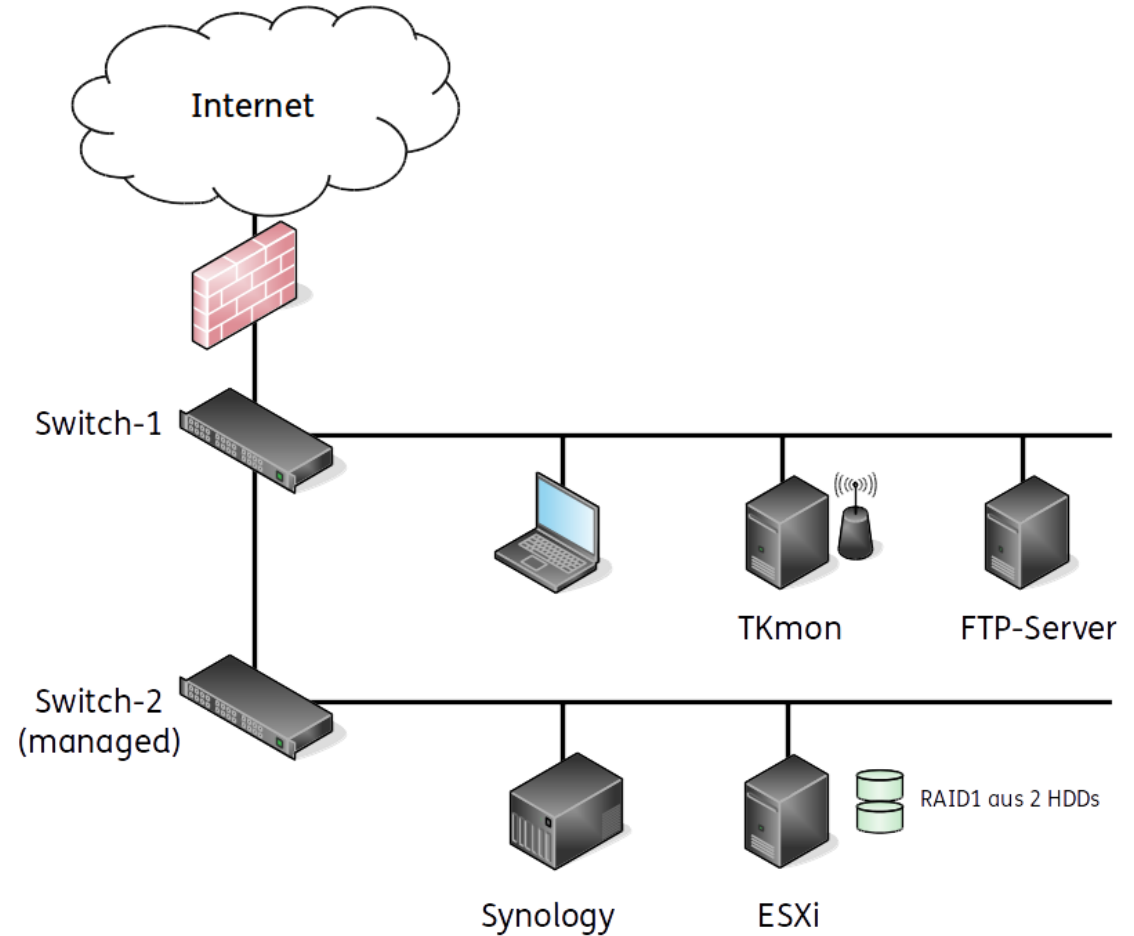 Internet
Switch-1
TKmon
FTP-Server
Switch-2
(managed)
RAID1 aus 2 HDDs
Synology
ESXi